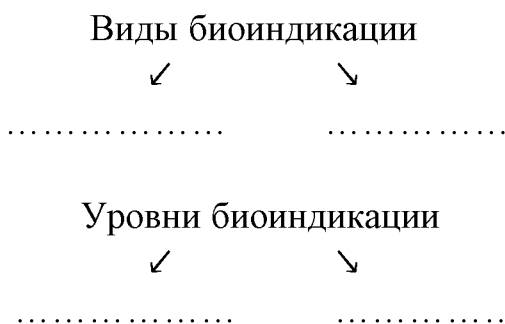 Виды биоиндикации
↙ ↘
……………… ……………
Уровни биоиндикации
↙ ↘
……………… ……………